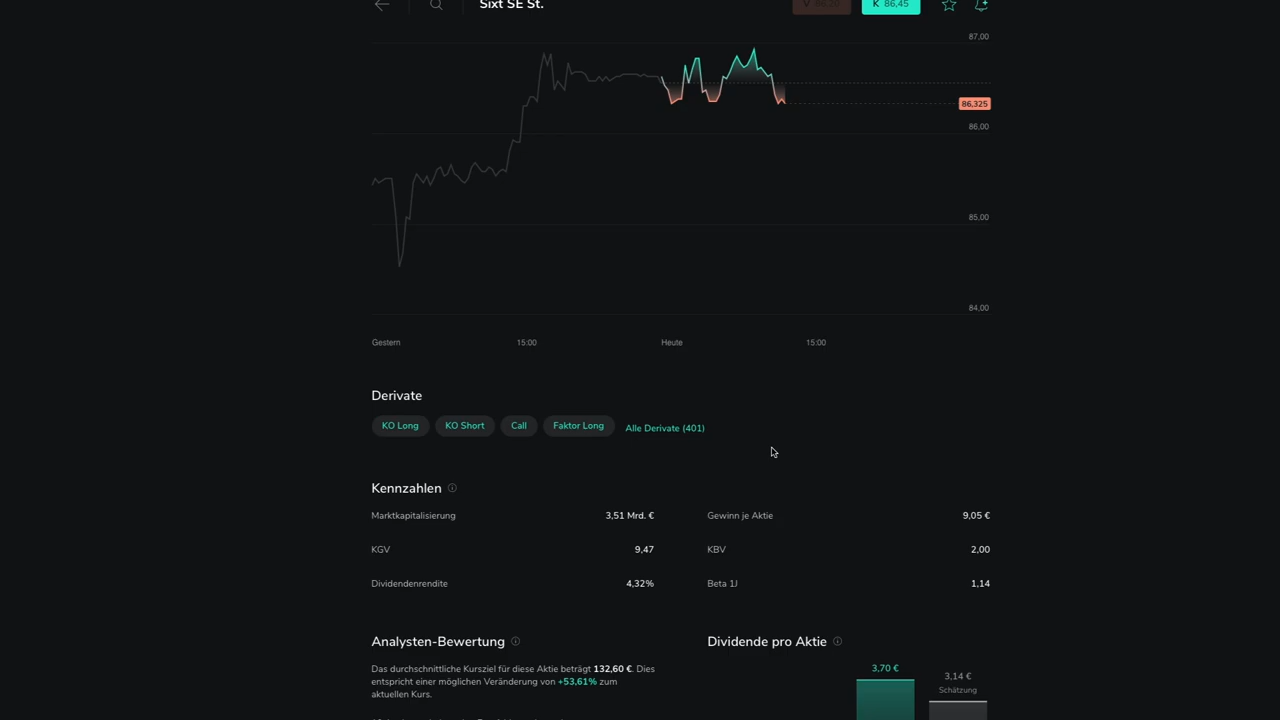 Sixt SE St.
V 86,20
K 86,45
87,00
86,325
86,00
85,00
84,00
Gestern 15:00 Heute 15:00
Derivate
KO Long KO Short Call Faktor Long Alle Derivate (401)
Kennzahlen
Marktkapitalisierung 3,51 Mrd. € Gewinn je Aktie 9,05 €
KGV 9,47 KBV 2,00
Dividendenrendite 4,32% Beta 1J 1,14
Analysten-Bewertung Dividende pro Aktie
Das durchschnittliche Kursziel für diese Aktie beträgt 132,60 €. Dies
entspricht einer möglichen Veränderung von +53,61% zum
aktuellen Kurs.
3,70 €
3,14 €
Schätzung